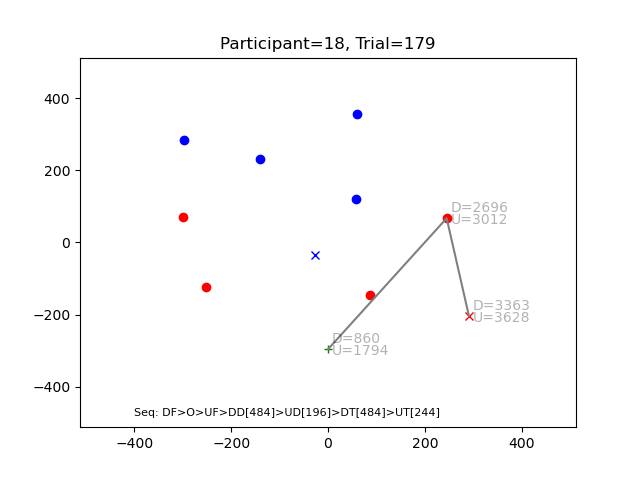 Participant=18, Trial=179
400
200
0
−200
−400
D=2696
U=3012
D=3363
U=3628
D=860
U=1794
Seq: DF>O>UF>DD[484]>UD[196]>DT[484]>UT[244]
−400
−200
0
200
400